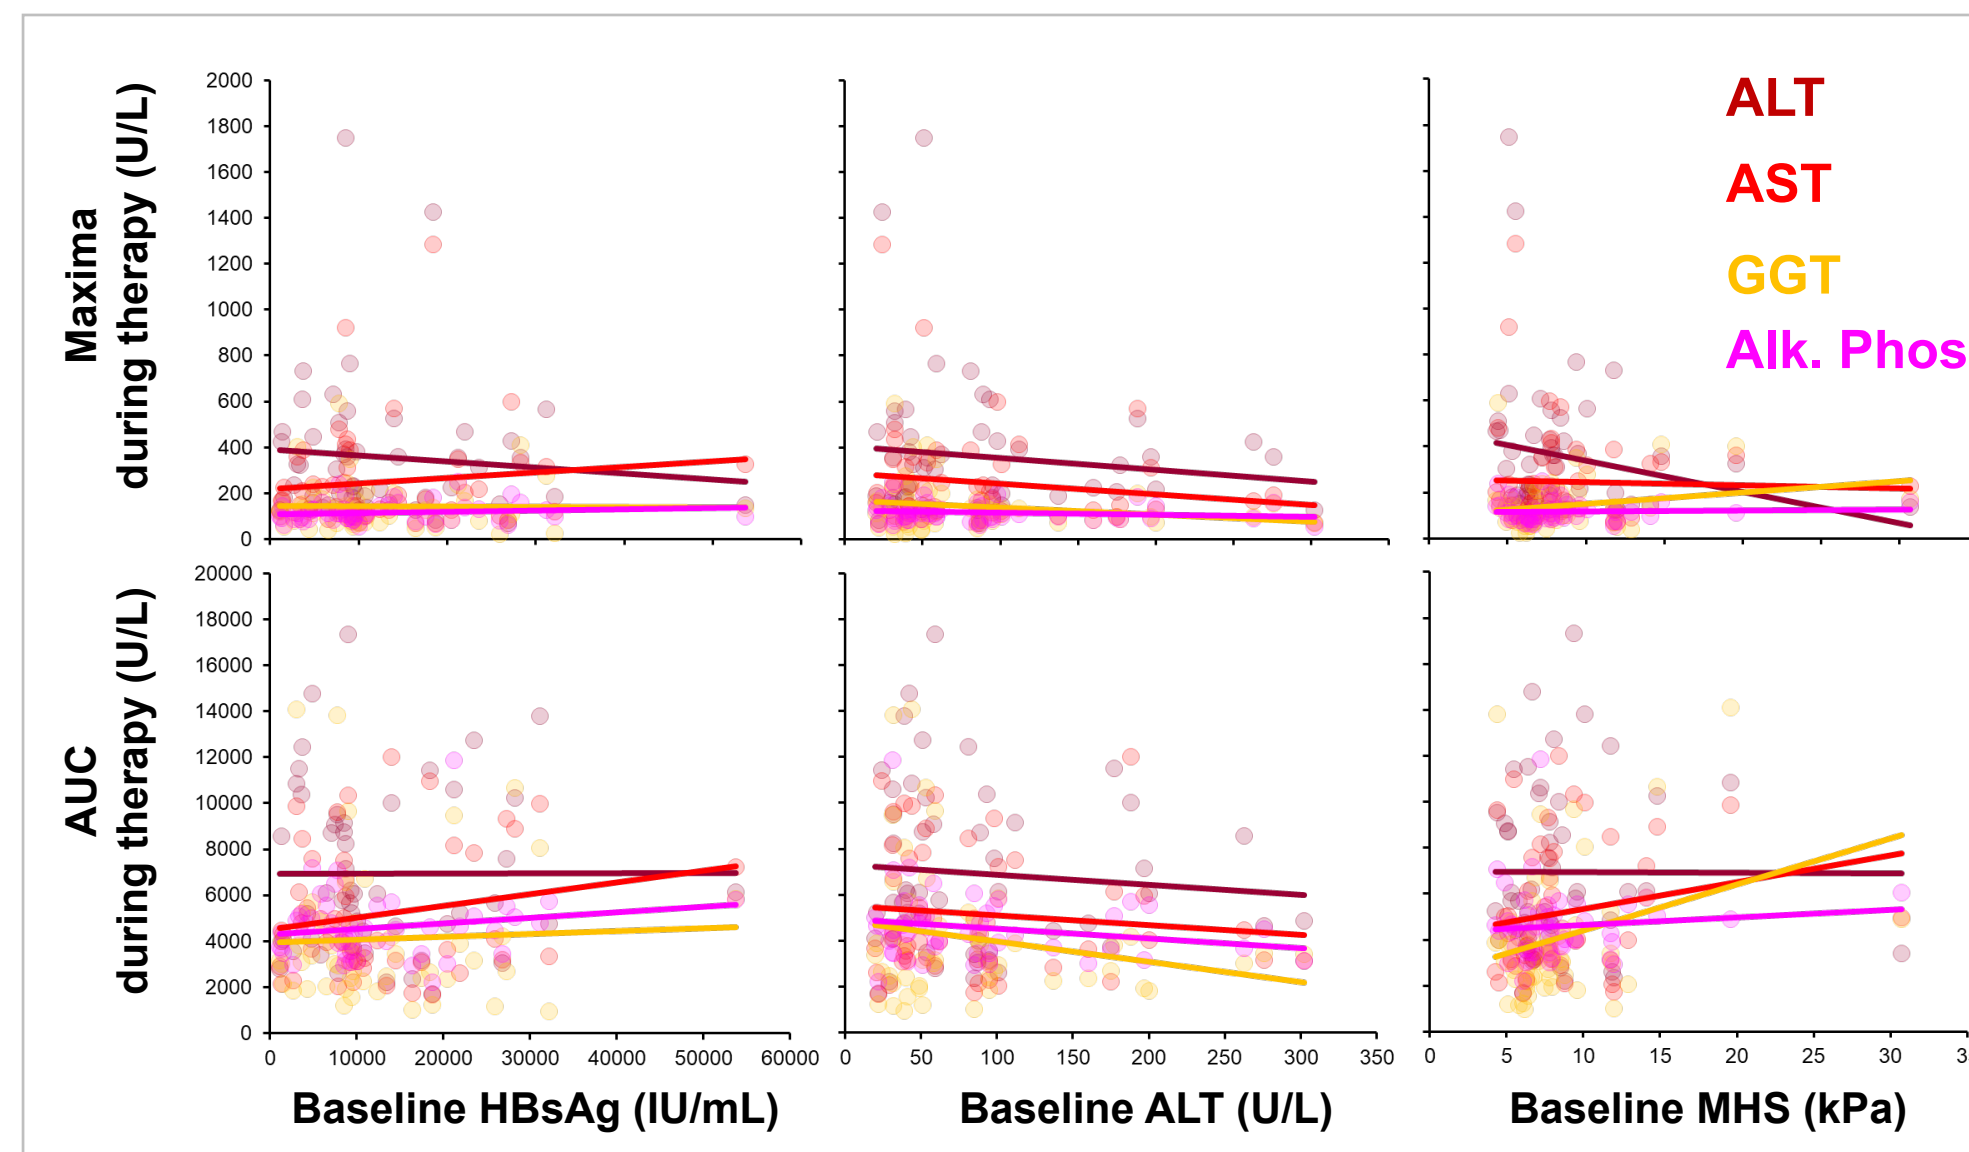 Maxima
during therapy (U/L)
2000
1800
1600
1400
1200
1000
800
600
400
200
0
ALT
AST
GGT
Alk. Phos
AUC
during therapy (U/L)
20000
18000
16000
14000
12000
10000
8000
6000
4000
2000
0
0 10000 20000 30000 40000 50000 60000
0 50 100 150 200 250 300 350
0 5 10 15 20 25 30 3
Baseline HBsAg (IU/mL)
Baseline ALT (U/L)
Baseline MHS (kPa)